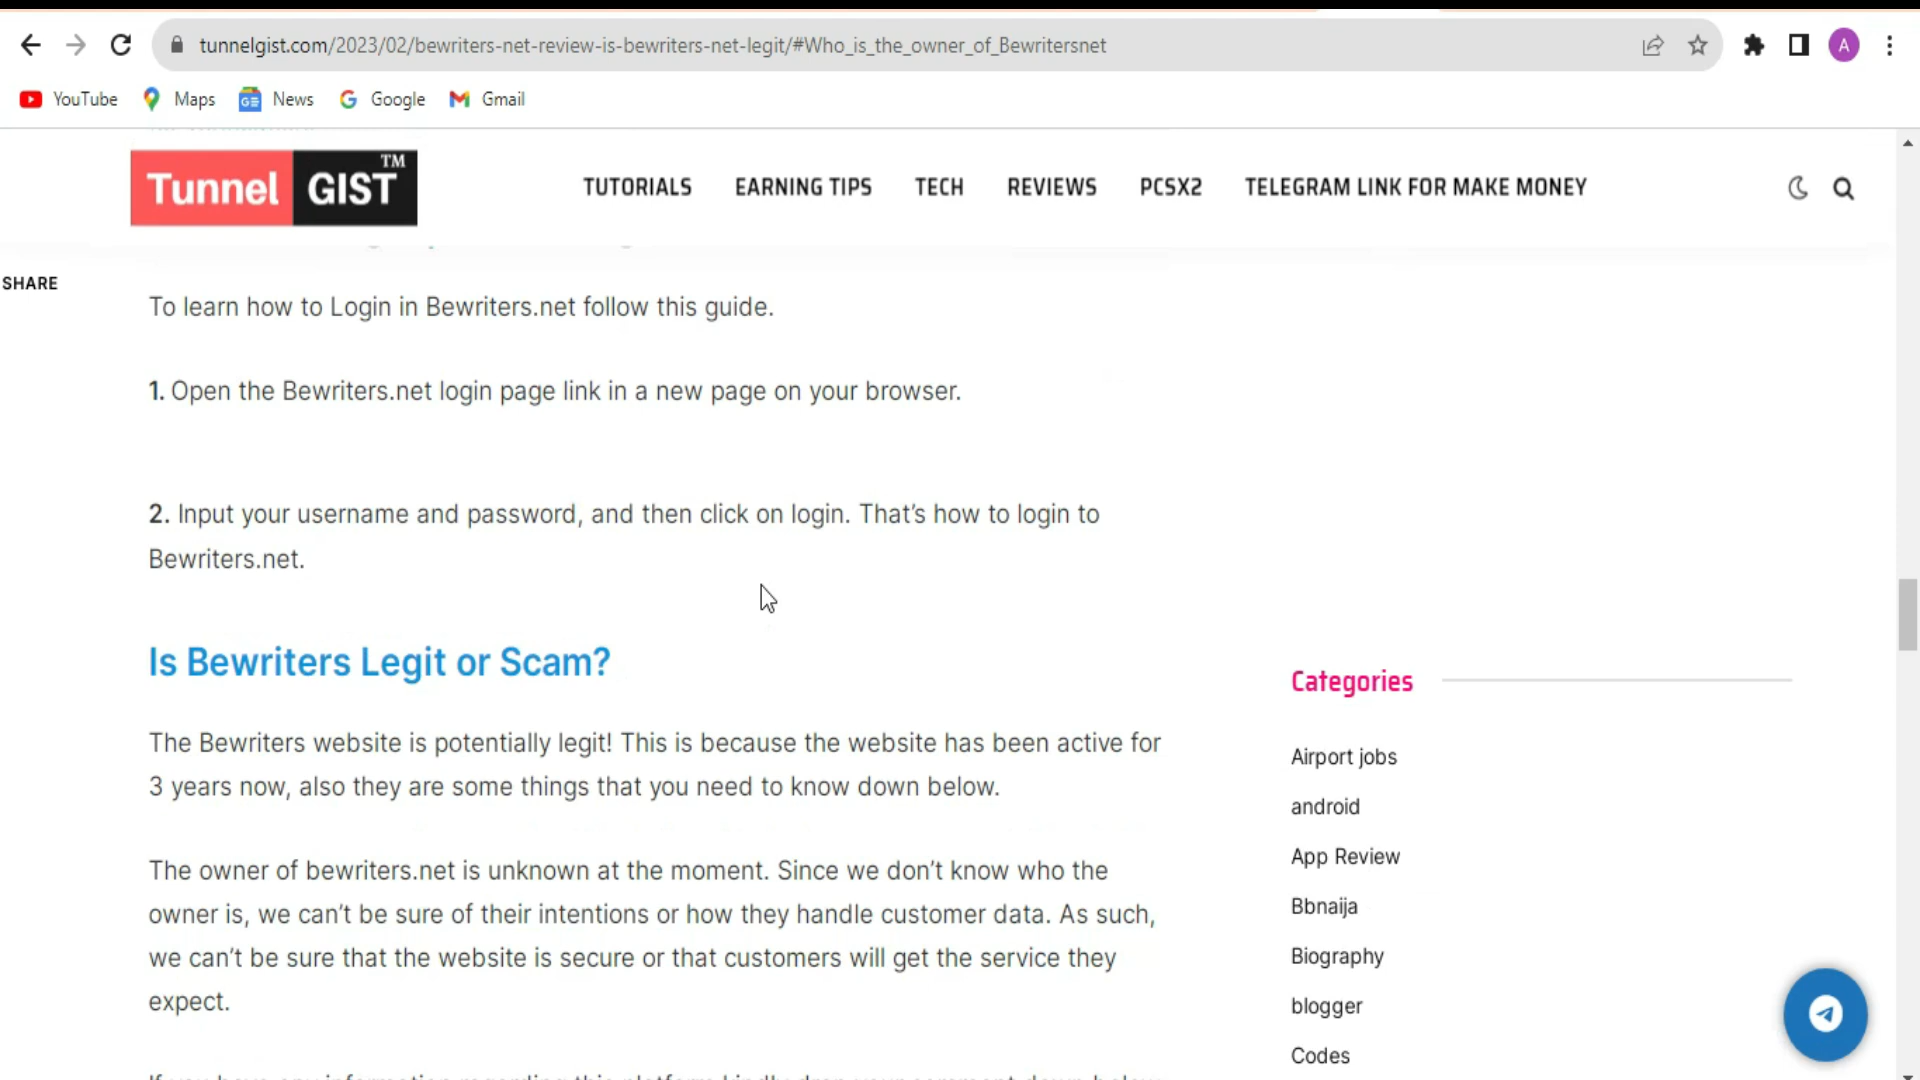 tunnelgist.com/2023/02/bewriters-net-review-is-bewriters-net-legit/#Who_is_the_owner_of_Bewritersnet
A
YouTube Maps News Google Gmail
Tunnel GIST TM
TUTORIALS EARNING TIPS TECH REVIEWS PCSX2 TELEGRAM LINK FOR MAKE MONEY
SHARE
To learn how to Login in Bewriters.net follow this guide.
1. Open the Bewriters.net login page link in a new page on your browser.
2. Input your username and password, and then click on login. That's how to login to
Bewriters.net.
Is Bewriters Legit or Scam?
The Bewriters website is potentially legit! This is because the website has been active for
3 years now, also they are some things that you need to know down below.
The owner of bewriters.net is unknown at the moment. Since we don't know who the
owner is, we can't be sure of their intentions or how they handle customer data. As such,
we can't be sure that the website is secure or that customers will get the service they
expect.
Categories
Airport jobs
android
App Review
Bbnaija
Biography
blogger
Codes